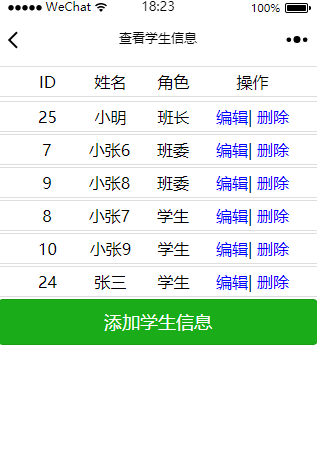 WeChat 18:23 100%
查看学生信息
ID 姓名 角色 操作
25 小明 班长 编辑| 删除
7 小张6 班委 编辑| 删除
9 小张8 班委 编辑| 删除
8 小张7 学生 编辑| 删除
10 小张9 学生 编辑| 删除
24 张三 学生 编辑| 删除
添加学生信息